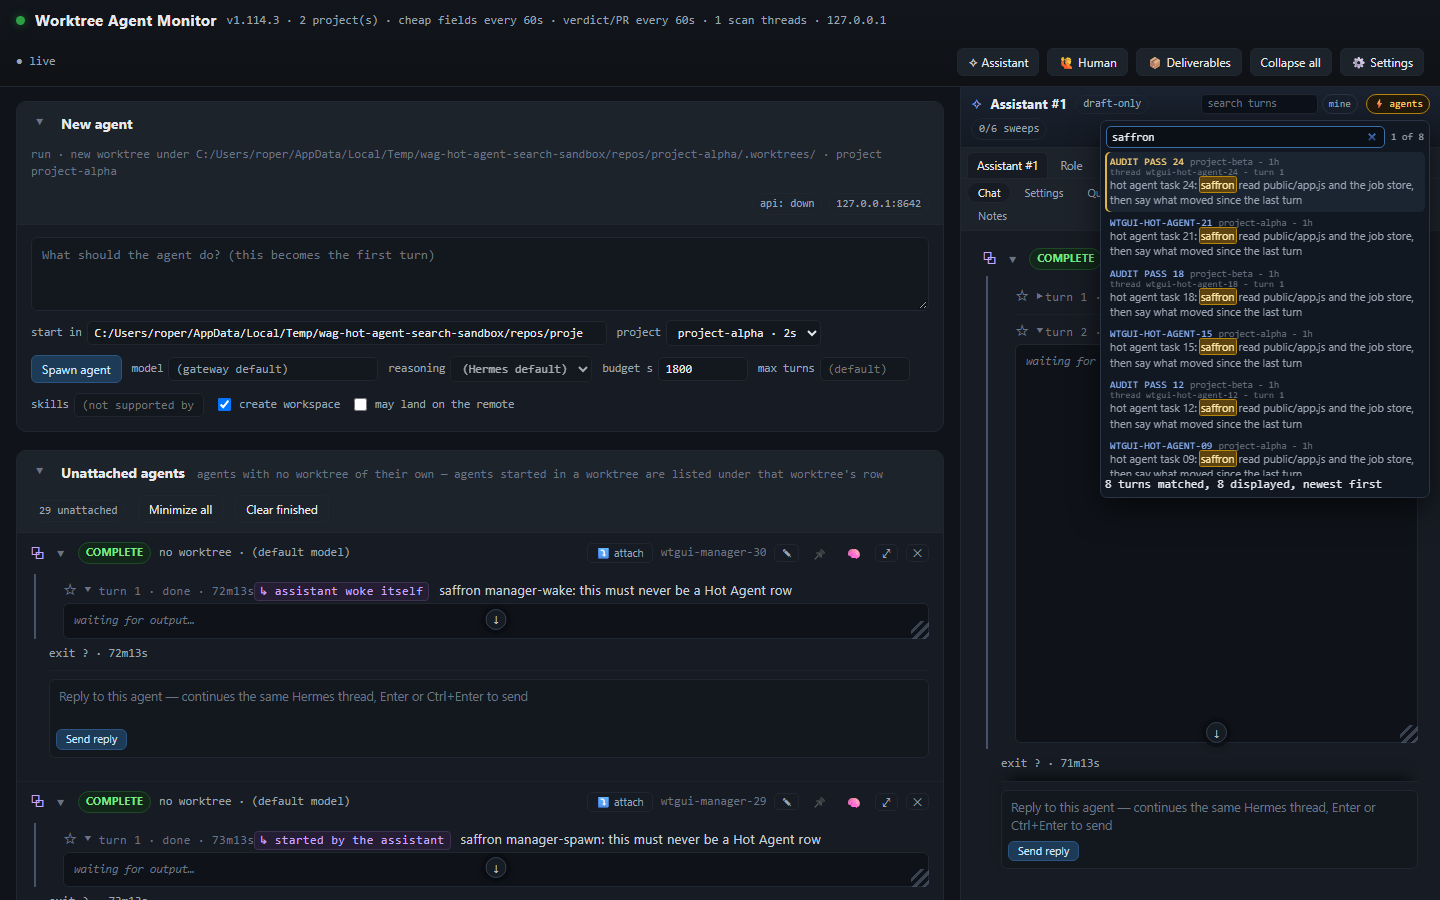 Worktree Agent Monitor v1.114.3 · 2 project(s) · cheap fields every 60s · verdict/PR every 60s · 1 scan threads · 127.0.0.1
live
Assistant
Human
Deliverables
Collapse all
Settings
New agent
run · new worktree under C:/Users/roper/AppData/Local/Temp/wag-hot-agent-search-sandbox/repos/project-alpha/.worktrees/ · project
project-alpha
api: down 127.0.0.1:8642
What should the agent do? (this becomes the first turn)
start in C:/Users/roper/AppData/Local/Temp/wag-hot-agent-search-sandbox/repos/proje project project-alpha · 2s
Spawn agent model (gateway default) reasoning (Hermes default) budget s 1800 max turns (default)
skills (not supported by create workspace may land on the remote
Unattached agents agents with no worktree of their own — agents started in a worktree are listed under that worktree's row
29 unattached Minimize all Clear finished
COMPLETE no worktree · (default model) attach wtgui-manager-30
turn 1 · done · 72m13s ↳ assistant woke itself saffron manager-wake: this must never be a Hot Agent row
waiting for output…
exit ? · 72m13s
Reply to this agent — continues the same Hermes thread, Enter or Ctrl+Enter to send
Send reply
COMPLETE no worktree · (default model) attach wtgui-manager-29
turn 1 · done · 73m13s ↳ started by the assistant saffron manager-spawn: this must never be a Hot Agent row
waiting for output…
Assistant #1 draft-only search turns mine agents
0/6 sweeps
Assistant #1 Role
Chat Settings
Notes
COMPLETE
turn 1 ·
turn 2 ·
waiting for
saffron 1 of 8
AUDIT PASS 24 project-beta - 1h
thread wtgui-hot-agent-24 - turn 1
hot agent task 24: saffron read public/app.js and the job store,
then say what moved since the last turn
WTGUI-HOT-AGENT-21 project-alpha - 1h
hot agent task 21: saffron read public/app.js and the job store,
then say what moved since the last turn
AUDIT PASS 18 project-beta - 1h
thread wtgui-hot-agent-18 - turn 1
hot agent task 18: saffron read public/app.js and the job store,
then say what moved since the last turn
WTGUI-HOT-AGENT-15 project-alpha - 1h
hot agent task 15: saffron read public/app.js and the job store,
then say what moved since the last turn
AUDIT PASS 12 project-beta - 1h
thread wtgui-hot-agent-12 - turn 1
hot agent task 12: saffron read public/app.js and the job store,
then say what moved since the last turn
WTGUI-HOT-AGENT-09 project-alpha - 1h
hot agent task 09: saffron read public/app.js and the job store,
then say what moved since the last turn
8 turns matched, 8 displayed, newest first
exit ? · 71m13s
Reply to this agent — continues the same Hermes thread, Enter or
Ctrl+Enter to send
Send reply